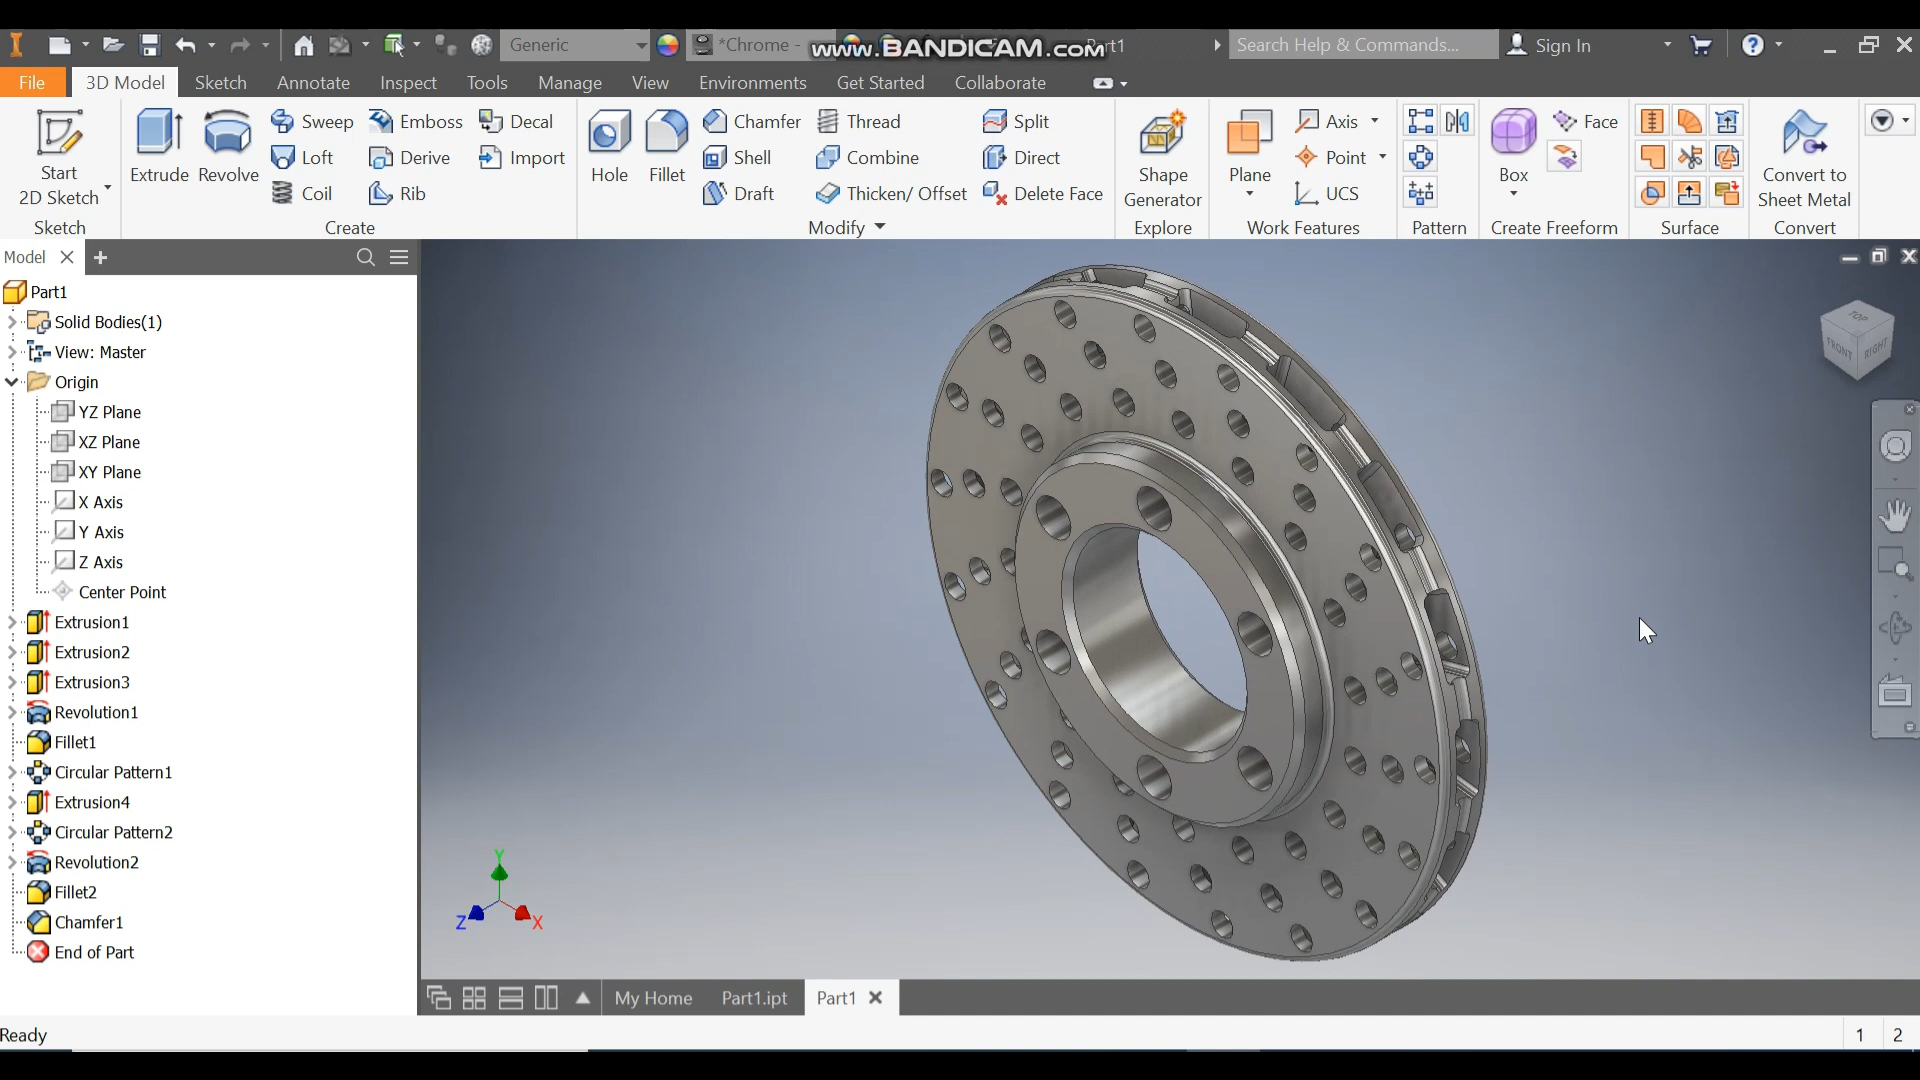 Generic
*Chrome -
www.BANDICAM.com
Part1
Search Help & Commands...
Sign In
File
3D Model
Sketch
Annotate
Inspect
Tools
Manage
View
Environments
Get Started
Collaborate
Start
2D Sketch
Sketch
Extrude
Revolve
Sweep
Loft
Coil
Emboss
Derive
Rib
Decal
Import
Create
Hole
Fillet
Chamfer
Shell
Draft
Thread
Combine
Thicken/ Offset
Split
Direct
Delete Face
Modify
Shape
Generator
Explore
Plane
Axis
Point
UCS
Work Features
Pattern
Box
Face
Create Freeform
Surface
Convert to
Sheet Metal
Convert
Model
Part1
Solid Bodies(1)
View: Master
Origin
YZ Plane
XZ Plane
XY Plane
X Axis
Y Axis
Z Axis
Center Point
Extrusion1
Extrusion2
Extrusion3
Revolution1
Fillet1
Circular Pattern1
Extrusion4
Circular Pattern2
Revolution2
Fillet2
Chamfer1
End of Part
TOP
FRONT
RIGHT
Y
Z
X
My Home
Part1.ipt
Part1
Ready
1
2